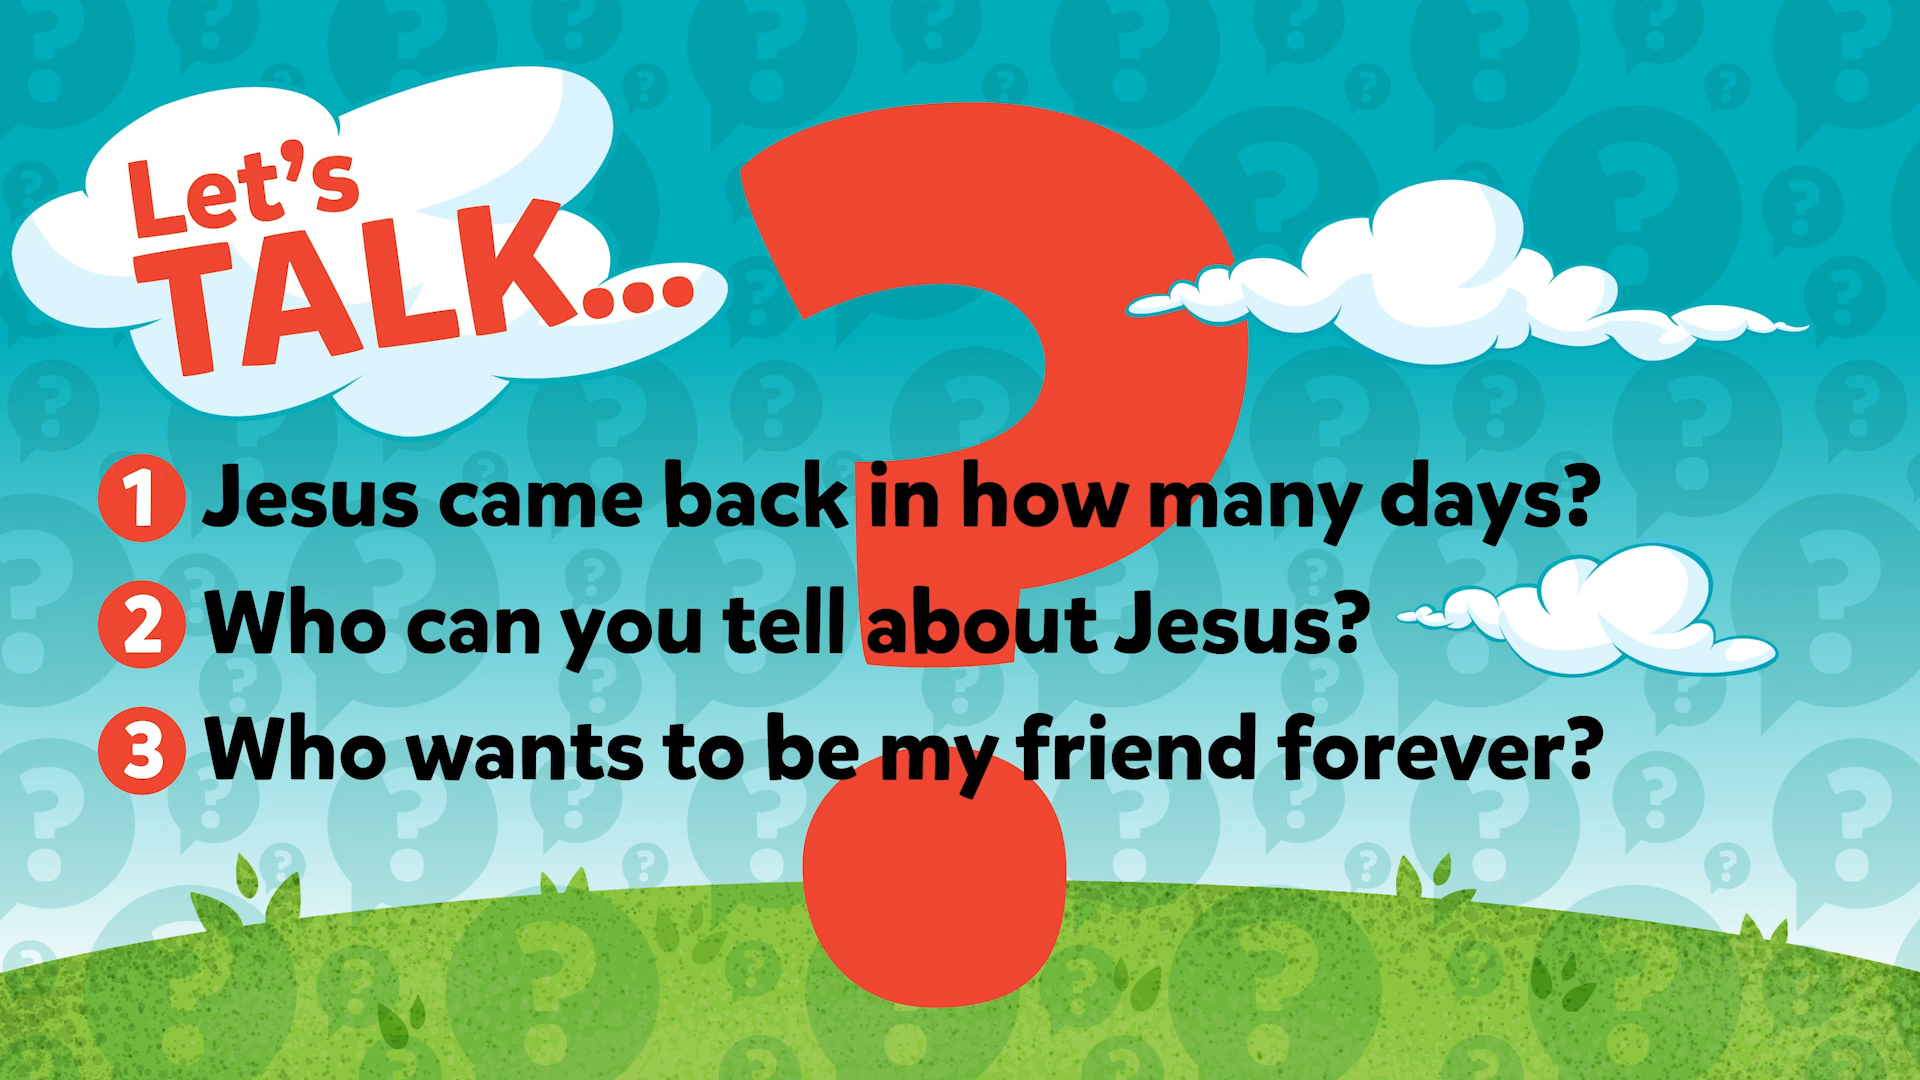 Let's
TALK...
1 Jesus came back in how many days?
2 Who can you tell about Jesus?
3 Who wants to be my friend forever?